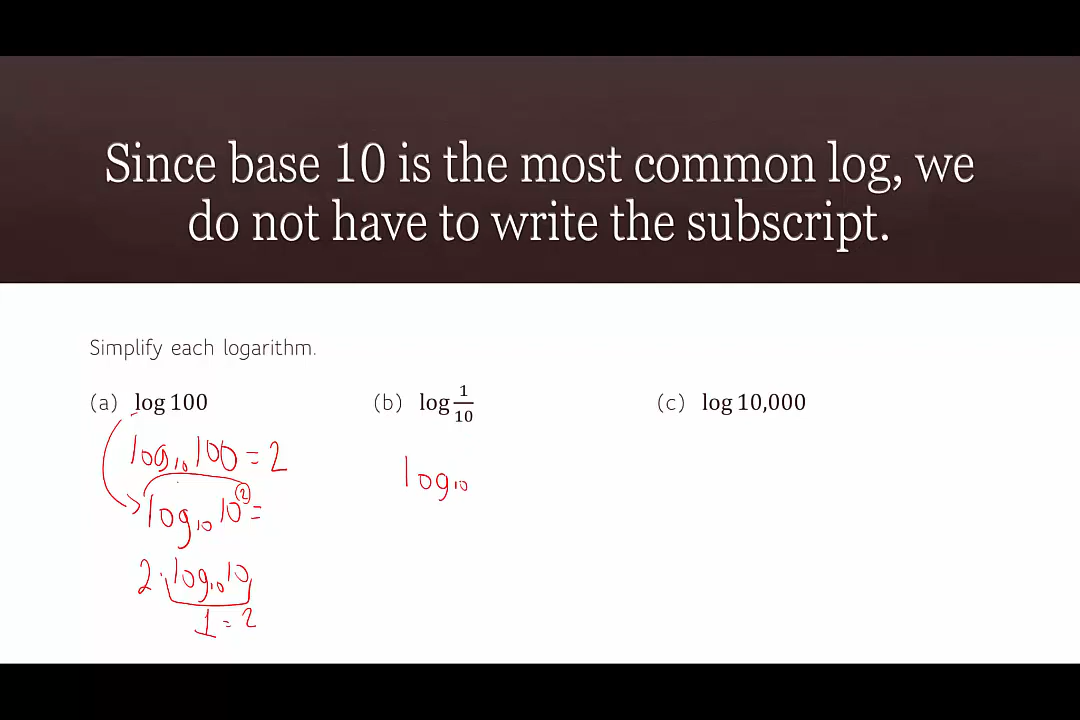 Since base 10 is the most common log, we
do not have to write the subscript.
Simplify each logarithm.
(a) log 100
(b) log 1/10
(c) log 10,000
log₁₀ 100 = 2
log₁₀ 10² =
2 · log₁₀ 10
1 = 2
log₁₀